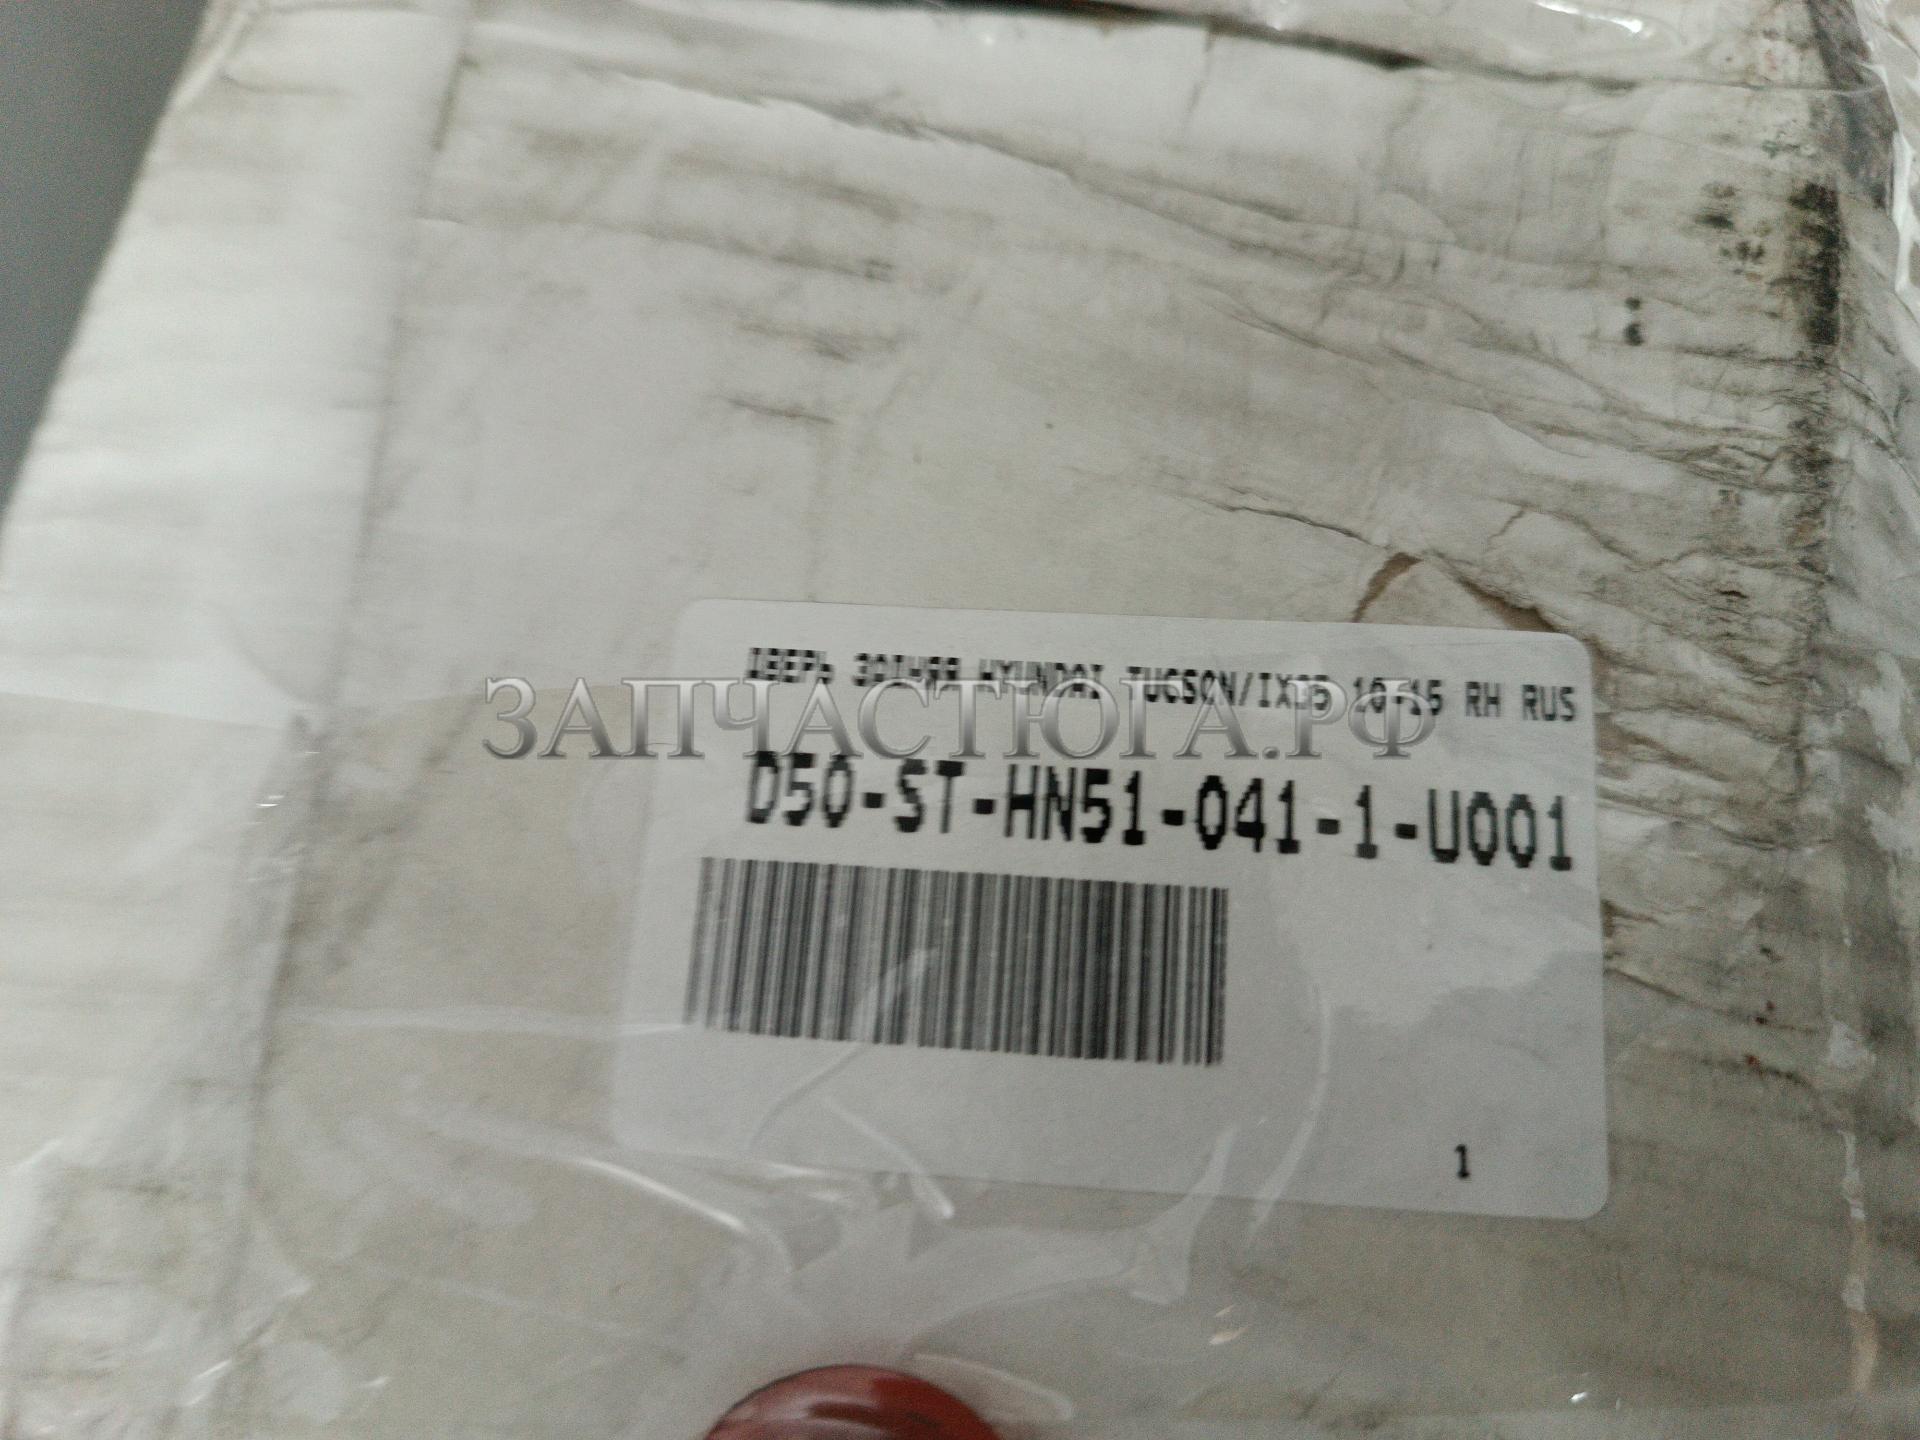 ДВЕРЬ ЗАДНЯЯ HYUNDAI TUCSON/IX35 10-15 RH RUS
ЗАПЧАСТЮГА.РФ
D50-ST-HN51-041-1-U001
1